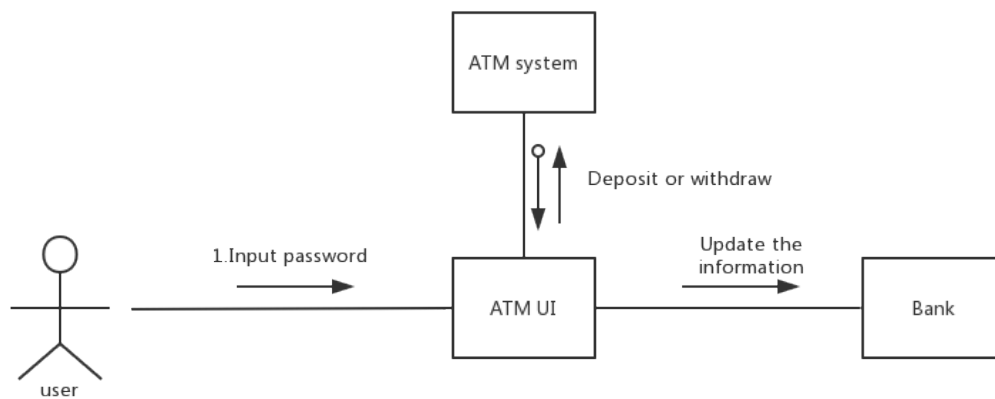 ATM system
Deposit or withdraw
1.Input password
Update the
information
ATM UI
Bank
user